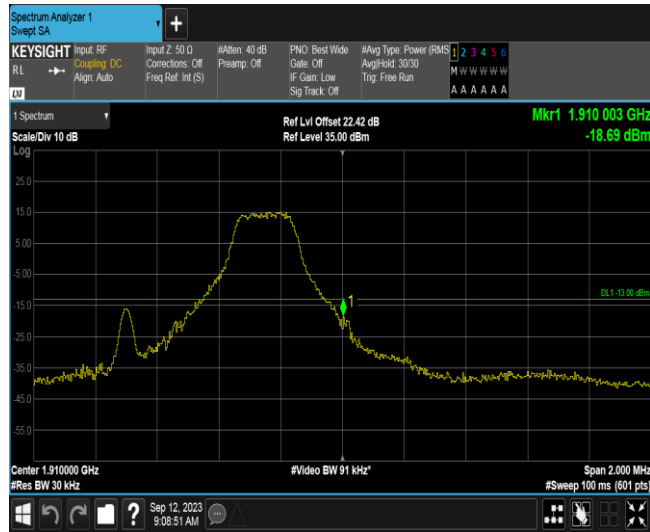 Spectrum Analyzer 1
Swept SA
+
KEYSIGHT Input: RF Input Z: 50 Ω #Atten: 40 dB PNO: Best Wide #Avg Type: Power (RMS 1 2 3 4 5 6
RL Coupling: DC Corrections: Off Preamp: Off Gate: Off Avg|Hold: 30/30 M W W W W W
Align: Auto Freq Ref: Int (S) IF Gain: Low Trig: Free Run
LXI Sig Track: Off A A A A A A
1 Spectrum Ref Lvl Offset 22.42 dB Mkr1 1.910 003 GHz
Scale/Div 10 dB Ref Level 35.00 dBm -18.69 dBm
Log
25.0
15.0
5.00
-5.00
DL1 -13.00 dBm
-15.0 1
-25.0
-35.0
-45.0
-55.0
Center 1.910000 GHz #Video BW 91 kHz* Span 2.000 MHz
#Res BW 30 kHz #Sweep 100 ms (601 pts)
? Sep 12, 2023
9:08:51 AM